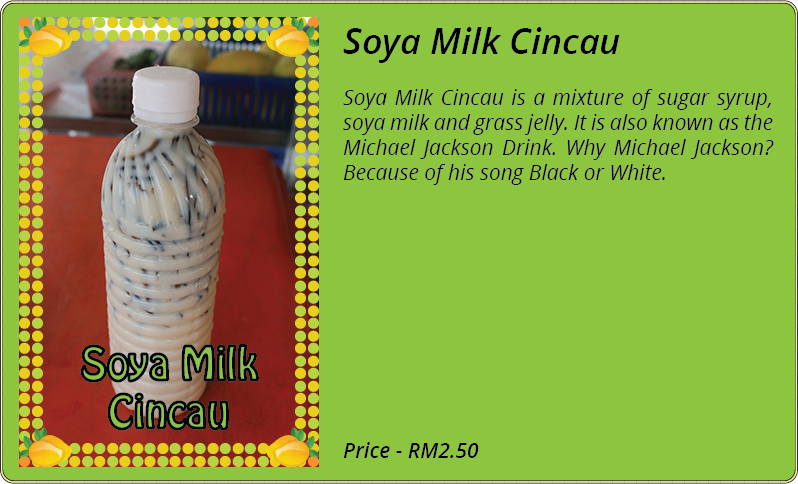 Soya Milk Cincau
Soya Milk Cincau is a mixture of sugar syrup,
soya milk and grass jelly. It is also known as the
Michael Jackson Drink. Why Michael Jackson?
Because of his song Black or White.
Soya Milk
Cincau
Price - RM2.50